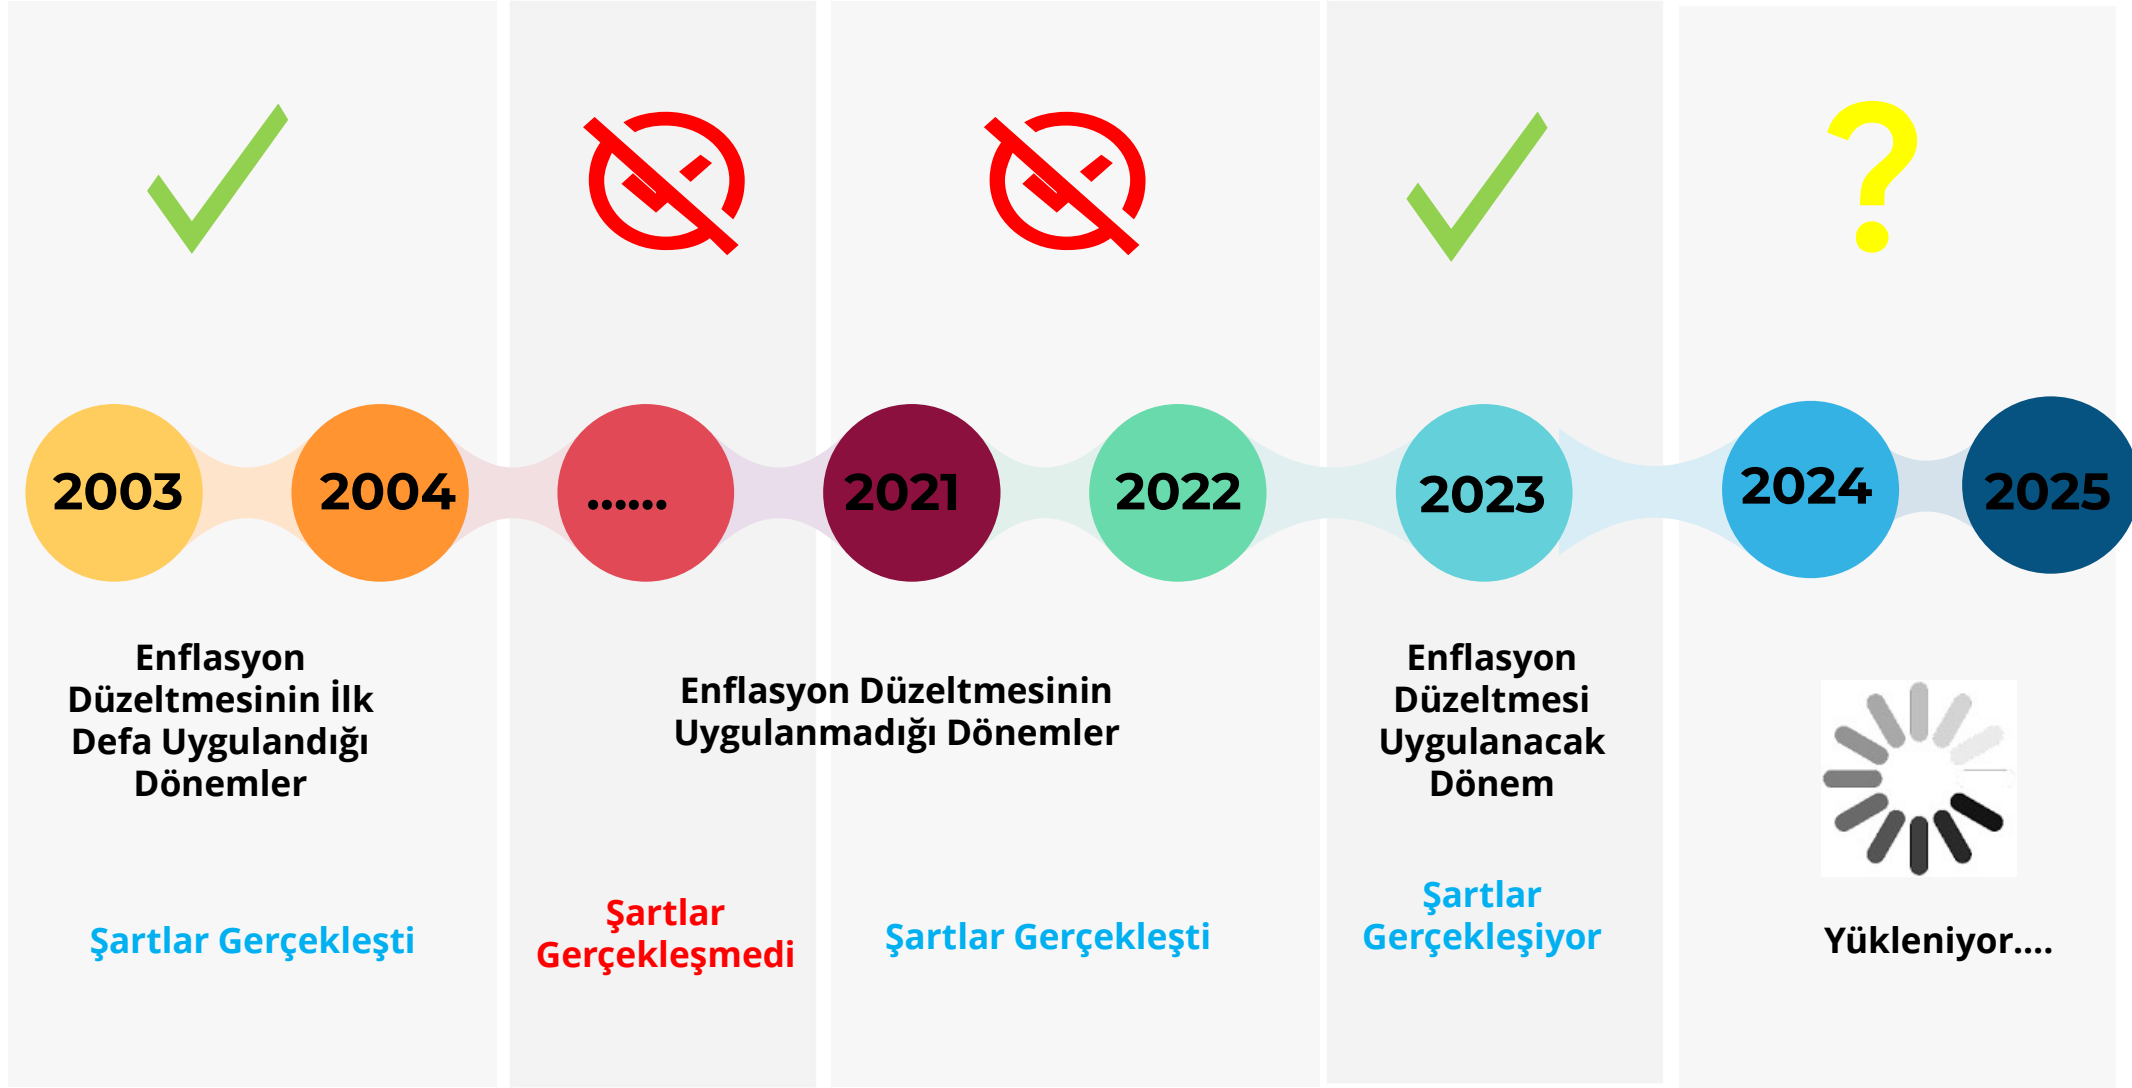 2003
2004
......
2021
2022
2023
2024
2025
Enflasyon
Düzeltmesinin İlk
Defa Uygulandığı
Dönemler
Enflasyon Düzeltmesinin
Uygulanmadığı Dönemler
Enflasyon
Düzeltmesi
Uygulanacak
Dönem
Şartlar Gerçekleşti
Şartlar
Gerçekleşmedi
Şartlar Gerçekleşti
Şartlar
Gerçekleşiyor
Yükleniyor....